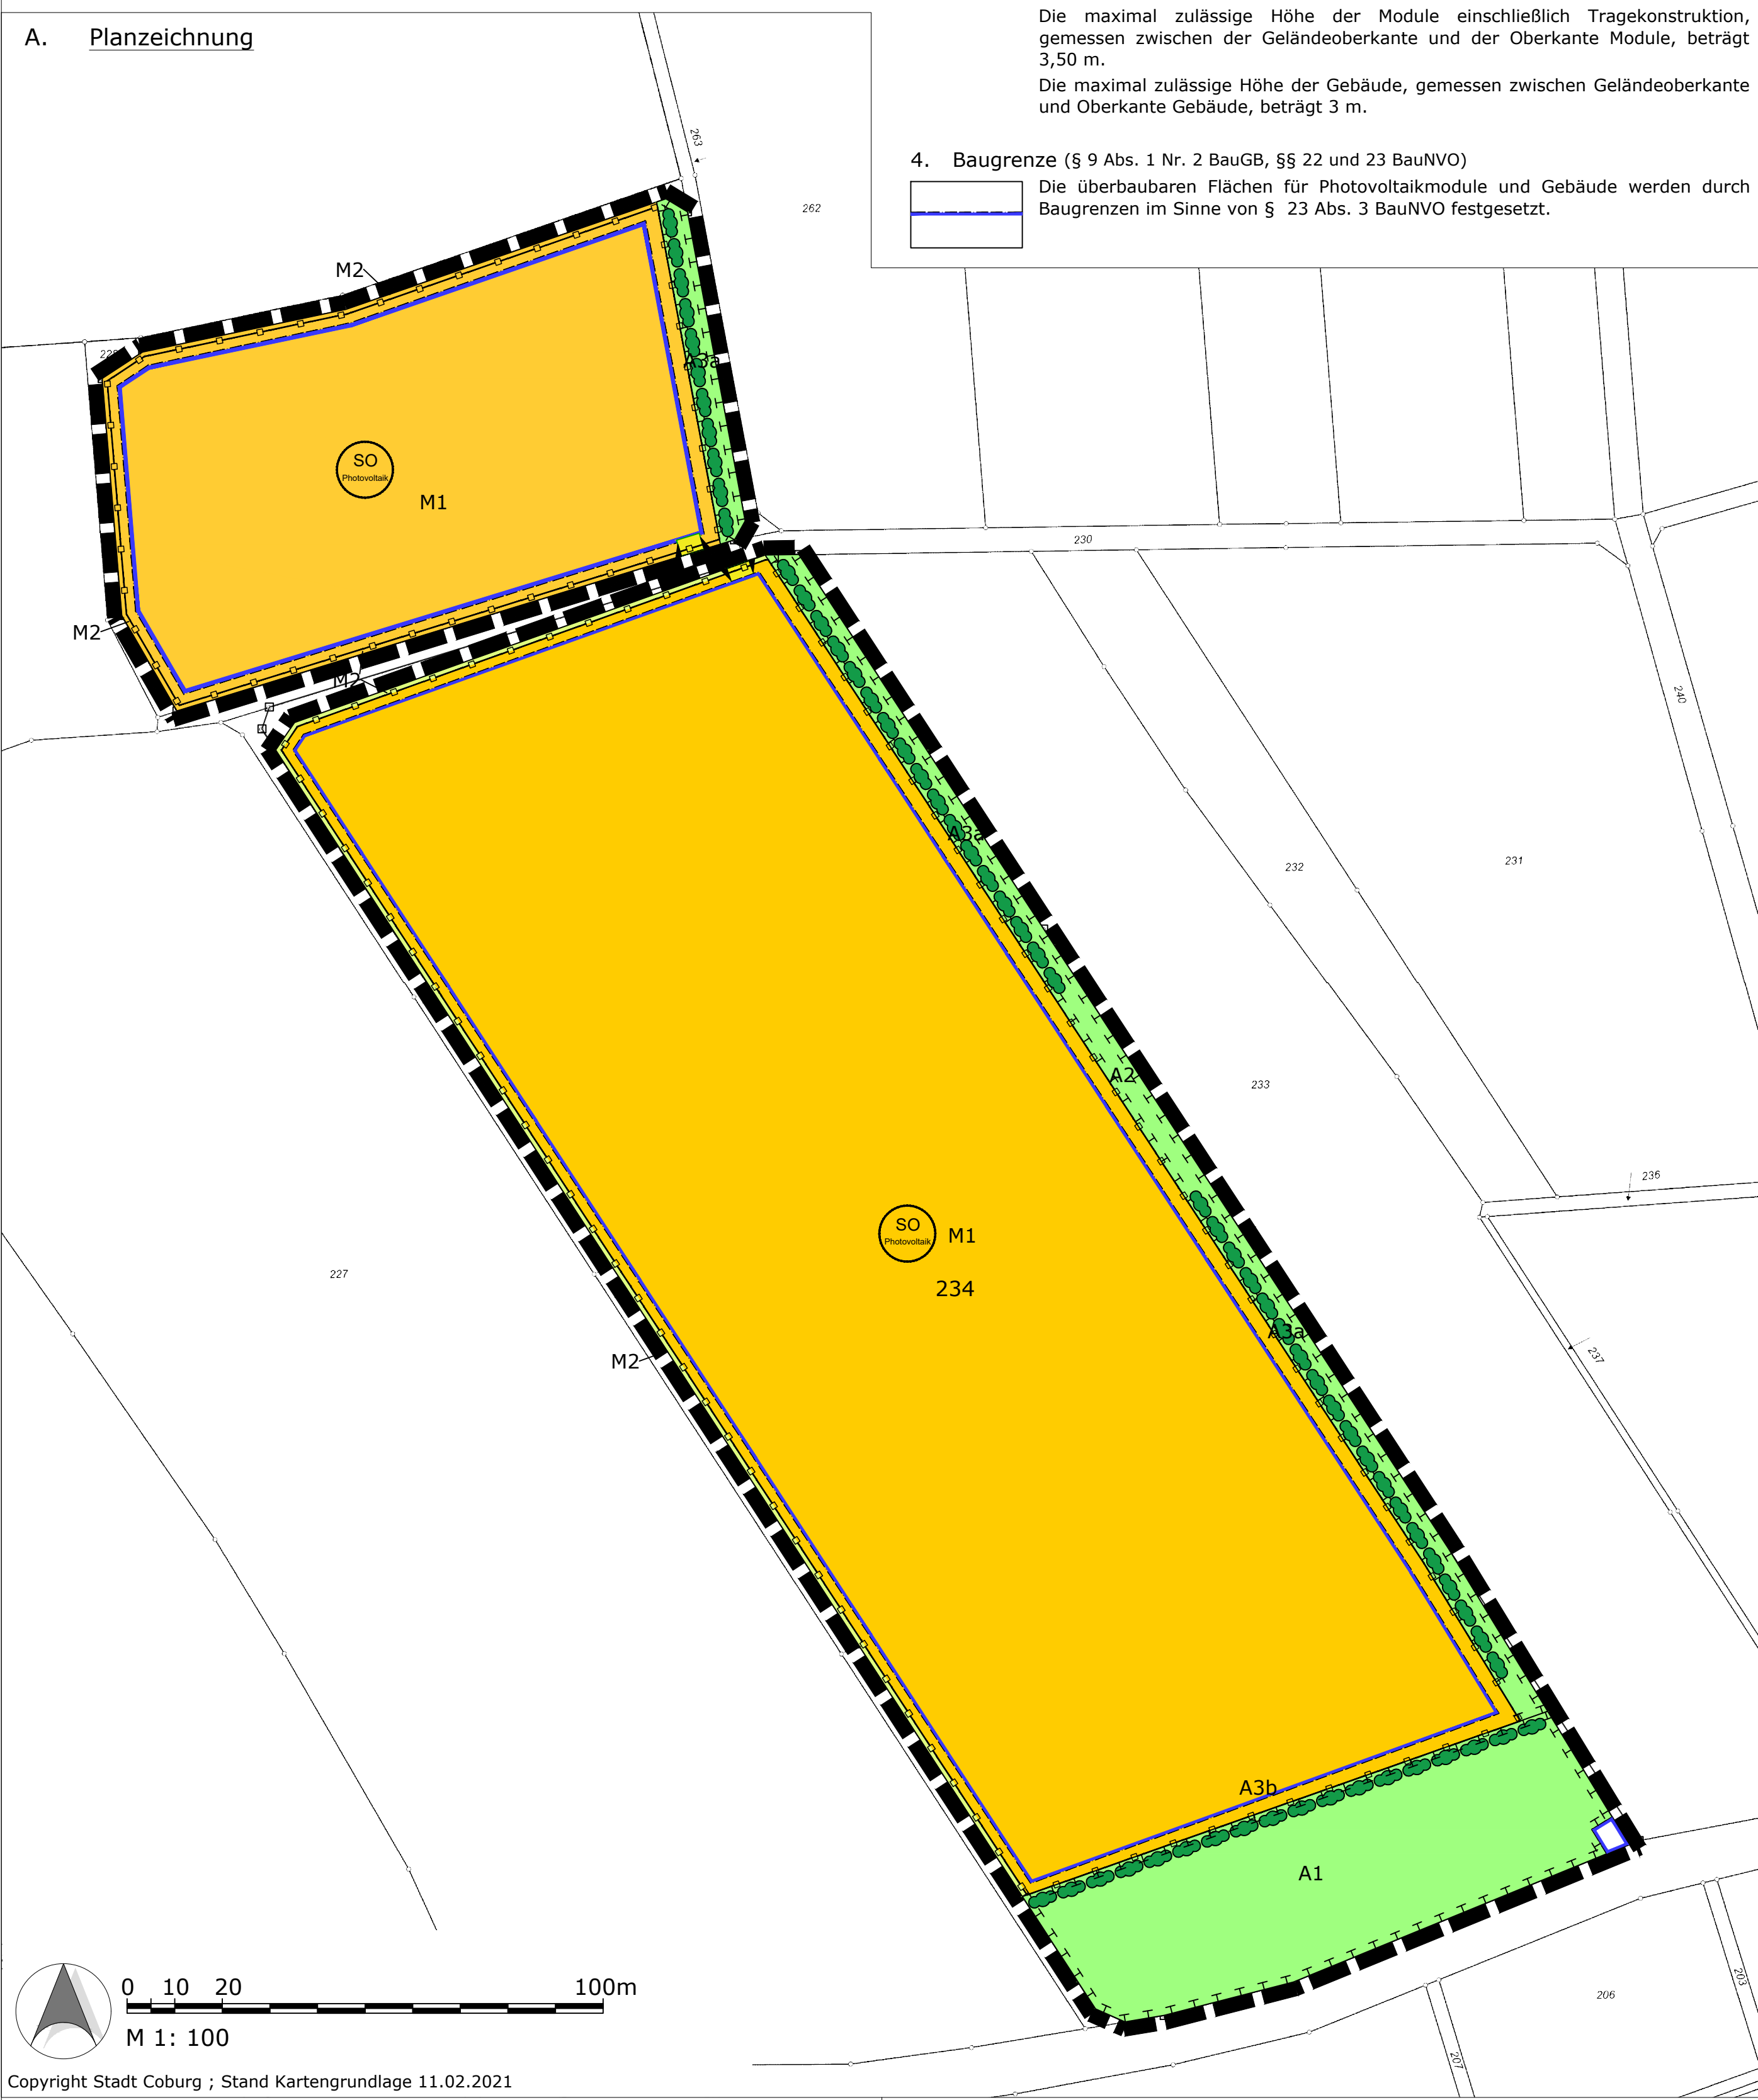 A. Planzeichnung
Die maximal zulässige Höhe der Module einschließlich Tragekonstruktion,
gemessen zwischen der Geländeoberkante und der Oberkante Module, beträgt
3,50 m.
Die maximal zulässige Höhe der Gebäude, gemessen zwischen Geländeoberkante
und Oberkante Gebäude, beträgt 3 m.
4. Baugrenze (§ 9 Abs. 1 Nr. 2 BauGB, §§ 22 und 23 BauNVO)
Die überbaubaren Flächen für Photovoltaikmodule und Gebäude werden durch
Baugrenzen im Sinne von § 23 Abs. 3 BauNVO festgesetzt.
263
262
M2
A3a
SO
Photovoltaik
M1
230
M2
M2
240
A3a
232
231
A2
233
236
SO
Photovoltaik
M1
234
227
A3a
237
M2
A3b
A1
206
203
207
0 10 20 100m
M 1: 100
Copyright Stadt Coburg ; Stand Kartengrundlage 11.02.2021